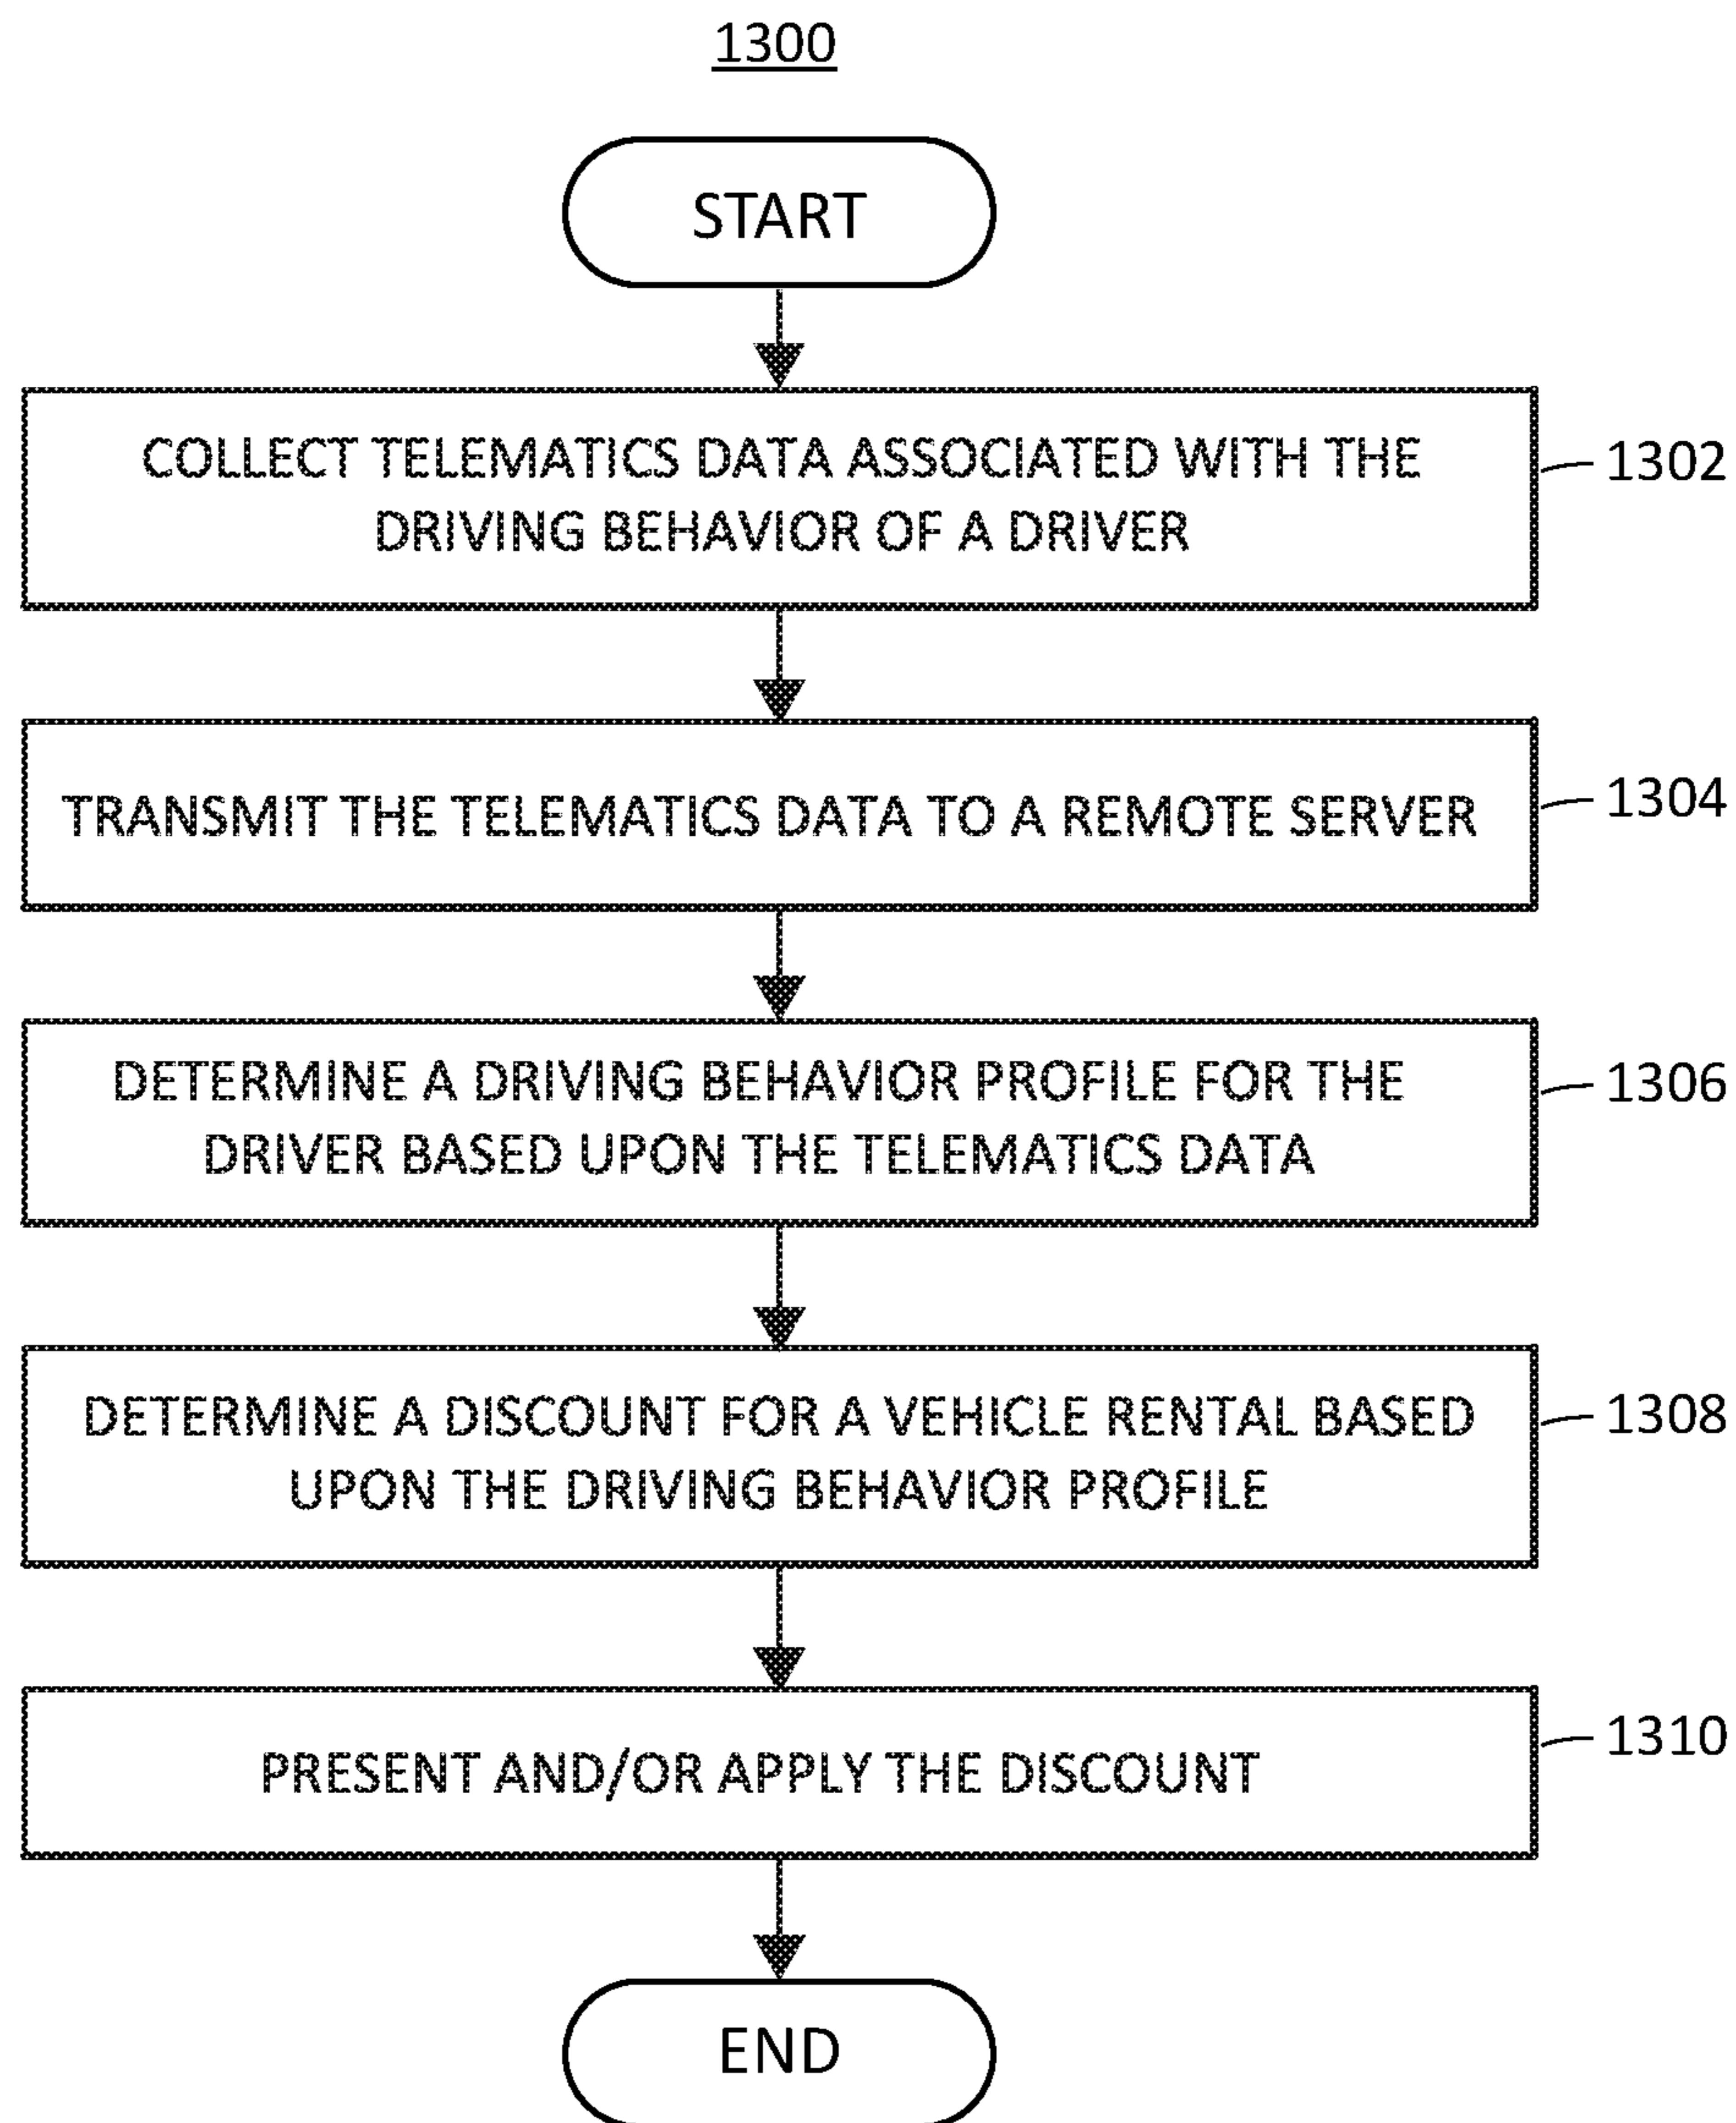 1300
START
COLLECT TELEMATICS DATA ASSOCIATED WITH THE
DRIVING BEHAVIOR OF A DRIVER
1302
TRANSMIT THE TELEMATICS DATA TO A REMOTE SERVER
1304
DETERMINE A DRIVING BEHAVIOR PROFILE FOR THE
DRIVER BASED UPON THE TELEMATICS DATA
1306
DETERMINE A DISCOUNT FOR A VEHICLE RENTAL BASED
UPON THE DRIVING BEHAVIOR PROFILE
1308
PRESENT AND/OR APPLY THE DISCOUNT
1310
END